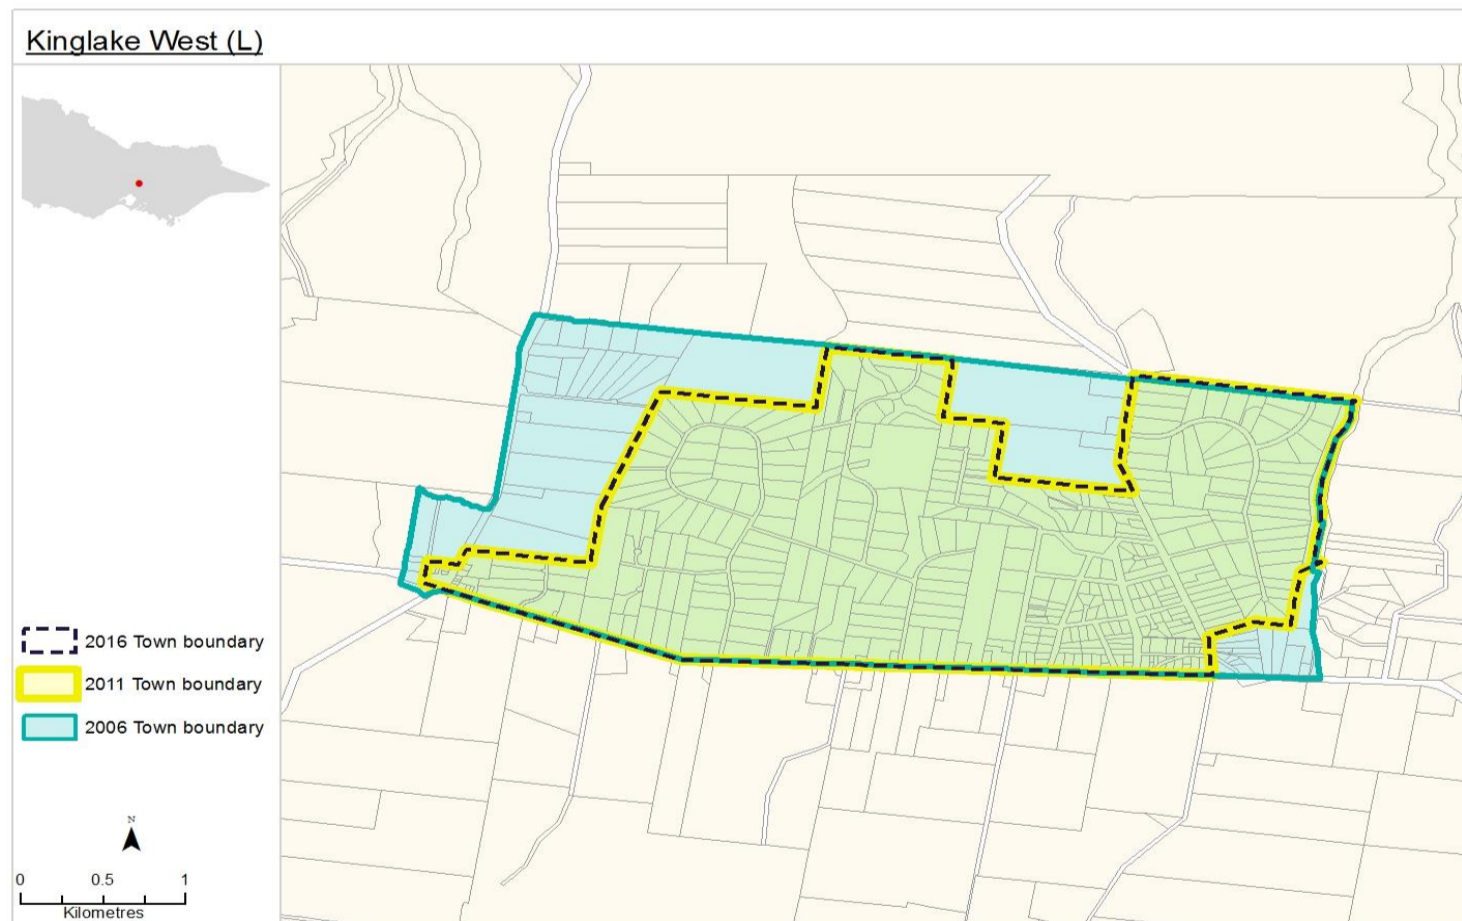 Kinglake West (L)
2016 Town boundary
2011 Town boundary
2006 Town boundary
N
0 0.5 1
Kilometres